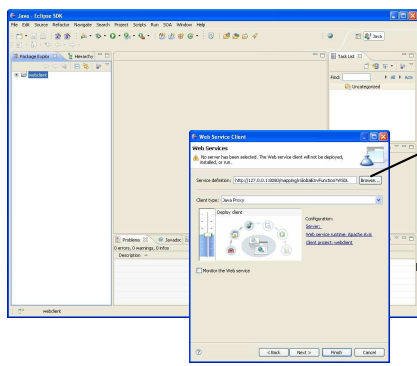 Java - Eclipse SDK
File Edit Source Refactor Navigate Search Project Scripts Run SOA Window Help
Java
Package Explor
Hierarchy
Task List
webclient
Find:
All
Uncategorized
Web Service Client
Web Services
No server has been selected. The Web service client will not be deployed, installed, or run.
Service definition:
Browse...
Client type: Java Proxy
Deploy client
Configuration:
Server:
Web service runtime: Apache Axis
Client project: webclient
Monitor the Web service
Problems
Javadoc
0 errors, 0 warnings, 0 infos
Description
webclient
< Back
Next >
Finish
Cancel